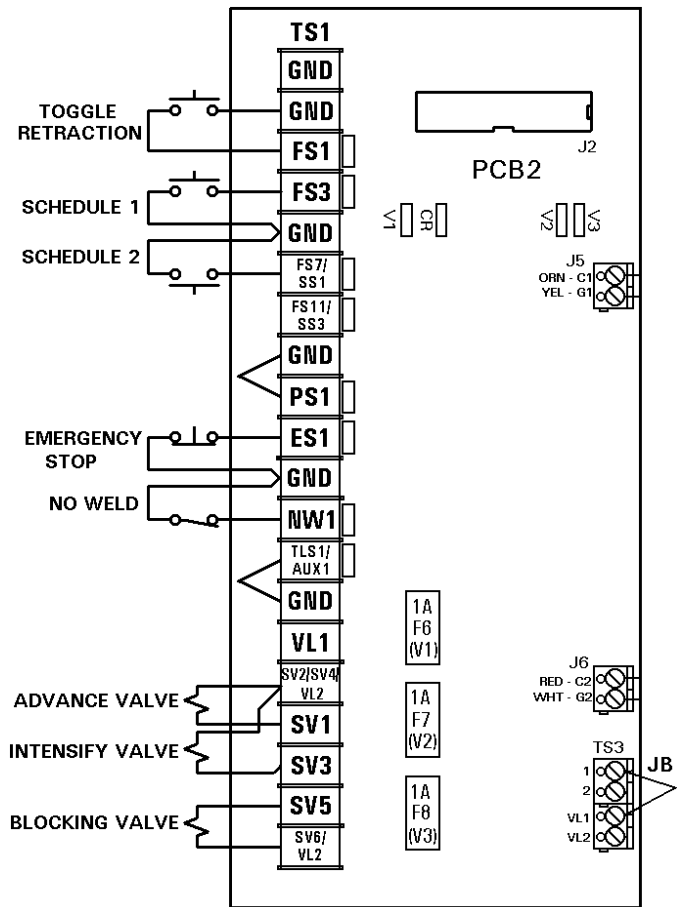 TS1
GND
TOGGLE
RETRACTION
GND
FS1
J2
PCB2
SCHEDULE 1
FS3
V1
CR
V2
V3
GND
SCHEDULE 2
FS7/
SS1
J5
ORN - C1
YEL - G1
FS11/
SS3
GND
PS1
EMERGENCY
STOP
ES1
GND
NO WELD
NW1
TLS1/
AUX1
GND
1A
F6
(V1)
VL1
J6
RED - C2
WHT - G2
SV2/SV4/
VL2
ADVANCE VALVE
SV1
1A
F7
(V2)
INTENSIFY VALVE
SV3
TS3
JB
1
2
VL1
VL2
SV5
1A
F8
(V3)
BLOCKING VALVE
SV6/
VL2